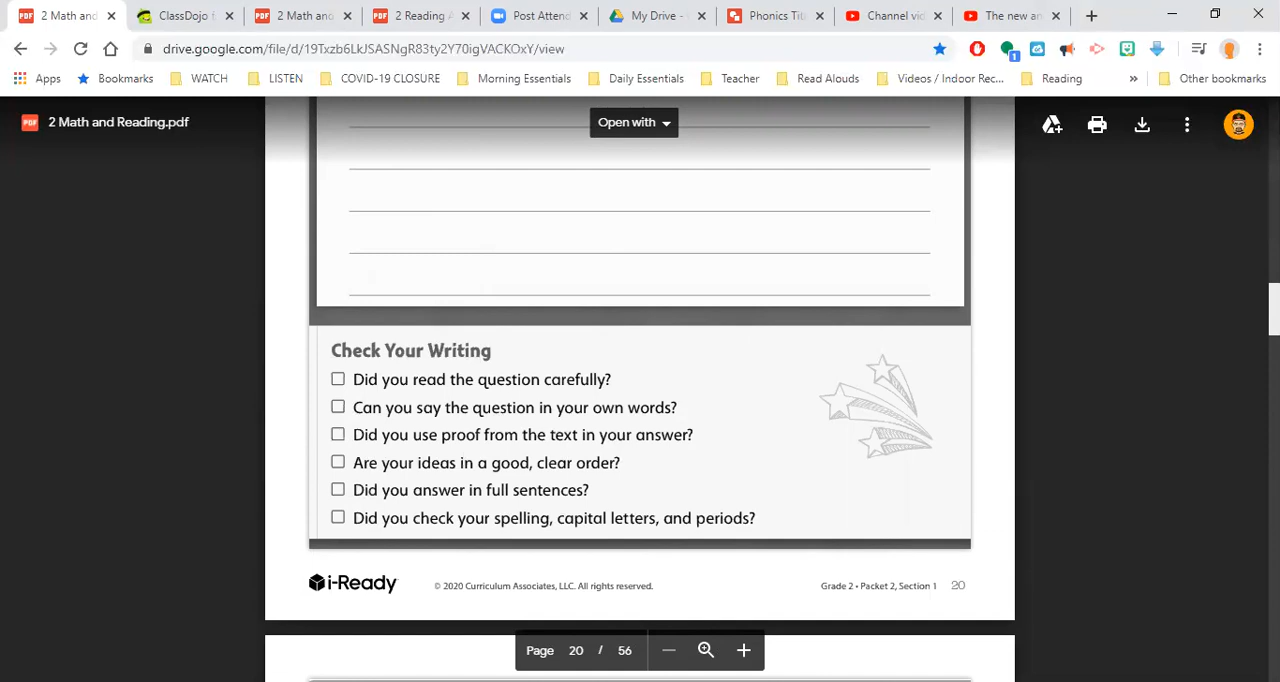 2 Math and
ClassDojo f
2 Math and
2 Reading A
Post Attend
My Drive -
Phonics Tit
Channel vid
The new an
drive.google.com/file/d/19Txzb6LkJSASNgR83ty2Y70igVACKOxY/view
1
Apps
Bookmarks
WATCH
LISTEN
COVID-19 CLOSURE
Morning Essentials
Daily Essentials
Teacher
Read Alouds
Videos / Indoor Rec...
Reading
»
Other bookmarks
PDF 2 Math and Reading.pdf
Open with
Check Your Writing
Did you read the question carefully?
Can you say the question in your own words?
Did you use proof from the text in your answer?
Are your ideas in a good, clear order?
Did you answer in full sentences?
Did you check your spelling, capital letters, and periods?
i-Ready
© 2020 Curriculum Associates, LLC. All rights reserved.
Grade 2 • Packet 2, Section 1 20
Page 20 / 56